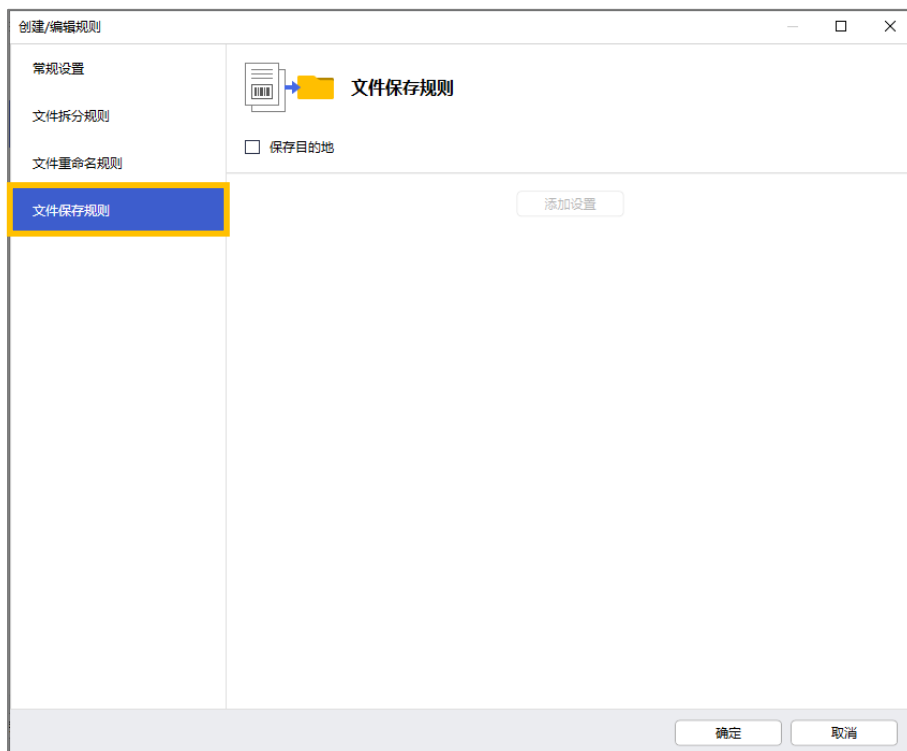 创建/编辑规则
常规设置
文件拆分规则
文件重命名规则
文件保存规则
文件保存规则
保存目的地
添加设置
确定
取消